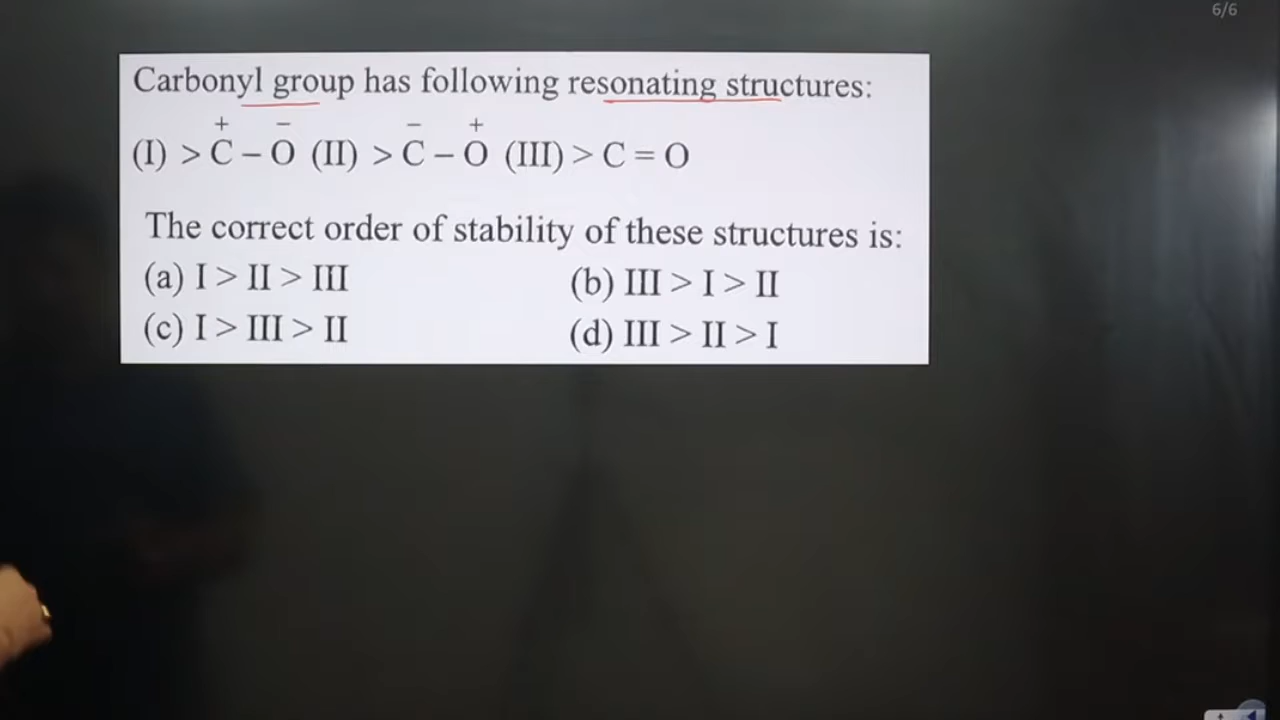 6/6
Carbonyl group has following resonating structures:
+ − − +
(I) > C – O (II) > C – O (III) > C = O
The correct order of stability of these structures is:
(a) I > II > III (b) III > I > II
(c) I > III > II (d) III > II > I